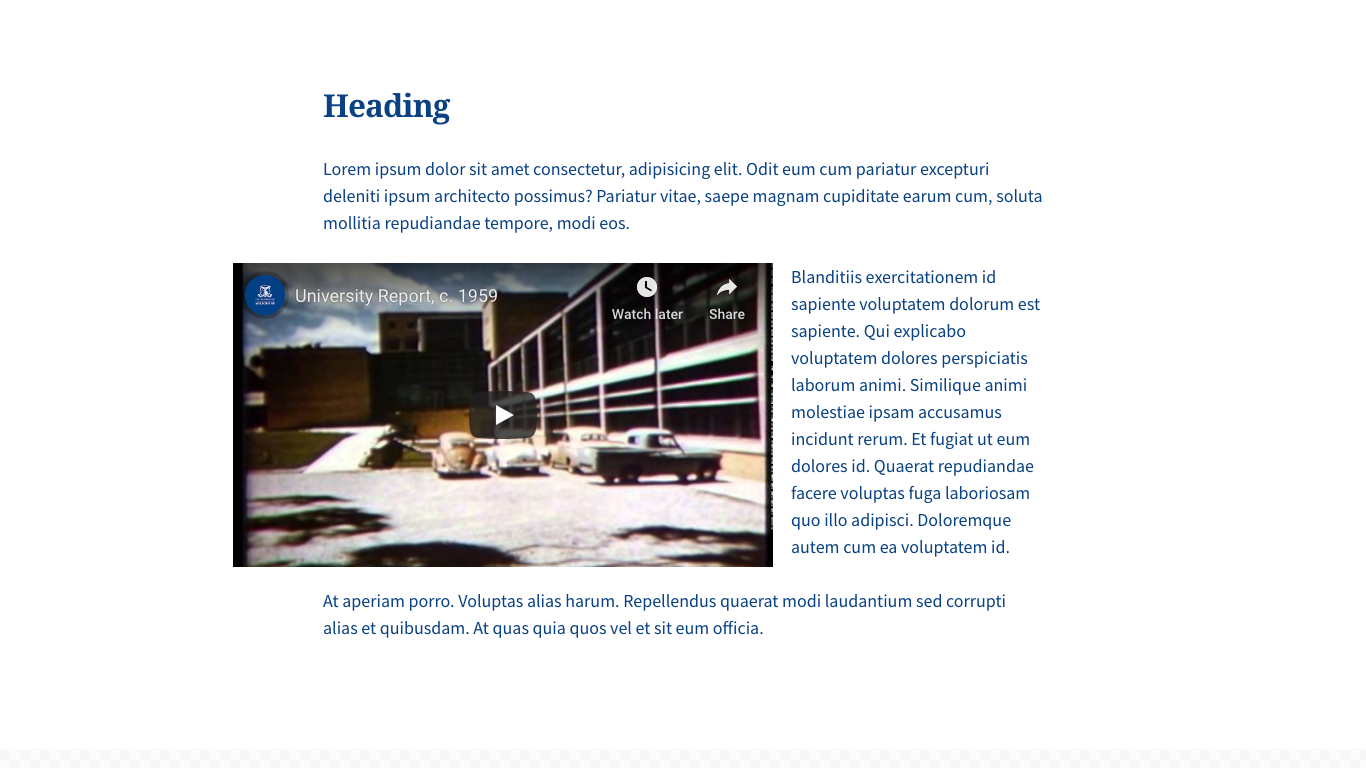 Heading
Lorem ipsum dolor sit amet consectetur, adipisicing elit. Odit eum cum pariatur excepturi
deleniti ipsum architecto possimus? Pariatur vitae, saepe magnam cupiditate earum cum, soluta
mollitia repudiandae tempore, modi eos.
University Report, c. 1959
Watch later
Share
Blanditiis exercitationem id
sapiente voluptatem dolorum est
sapiente. Qui explicabo
voluptatem dolores perspiciatis
laborum animi. Similique animi
molestiae ipsam accusamus
incidunt rerum. Et fugiat ut eum
dolores id. Quaerat repudiandae
facere voluptas fuga laboriosam
quo illo adipisci. Doloremque
autem cum ea voluptatem id.
At aperiam porro. Voluptas alias harum. Repellendus quaerat modi laudantium sed corrupti
alias et quibusdam. At quas quia quos vel et sit eum officia.